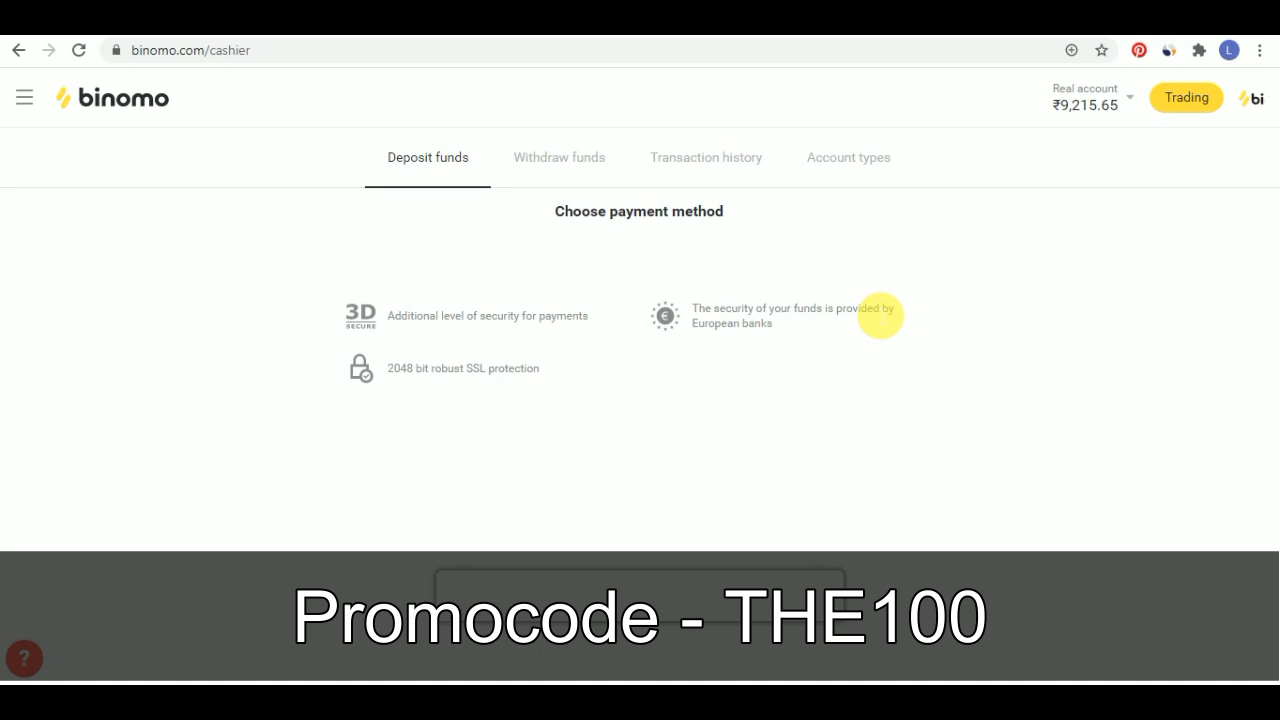 binomo.com/cashier
L
binomo
Real account
₹9,215.65
Trading
bi
Deposit funds
Withdraw funds
Transaction history
Account types
Choose payment method
3D
SECURE
Additional level of security for payments
The security of your funds is provided by
European banks
2048 bit robust SSL protection
Promocode - THE100
?